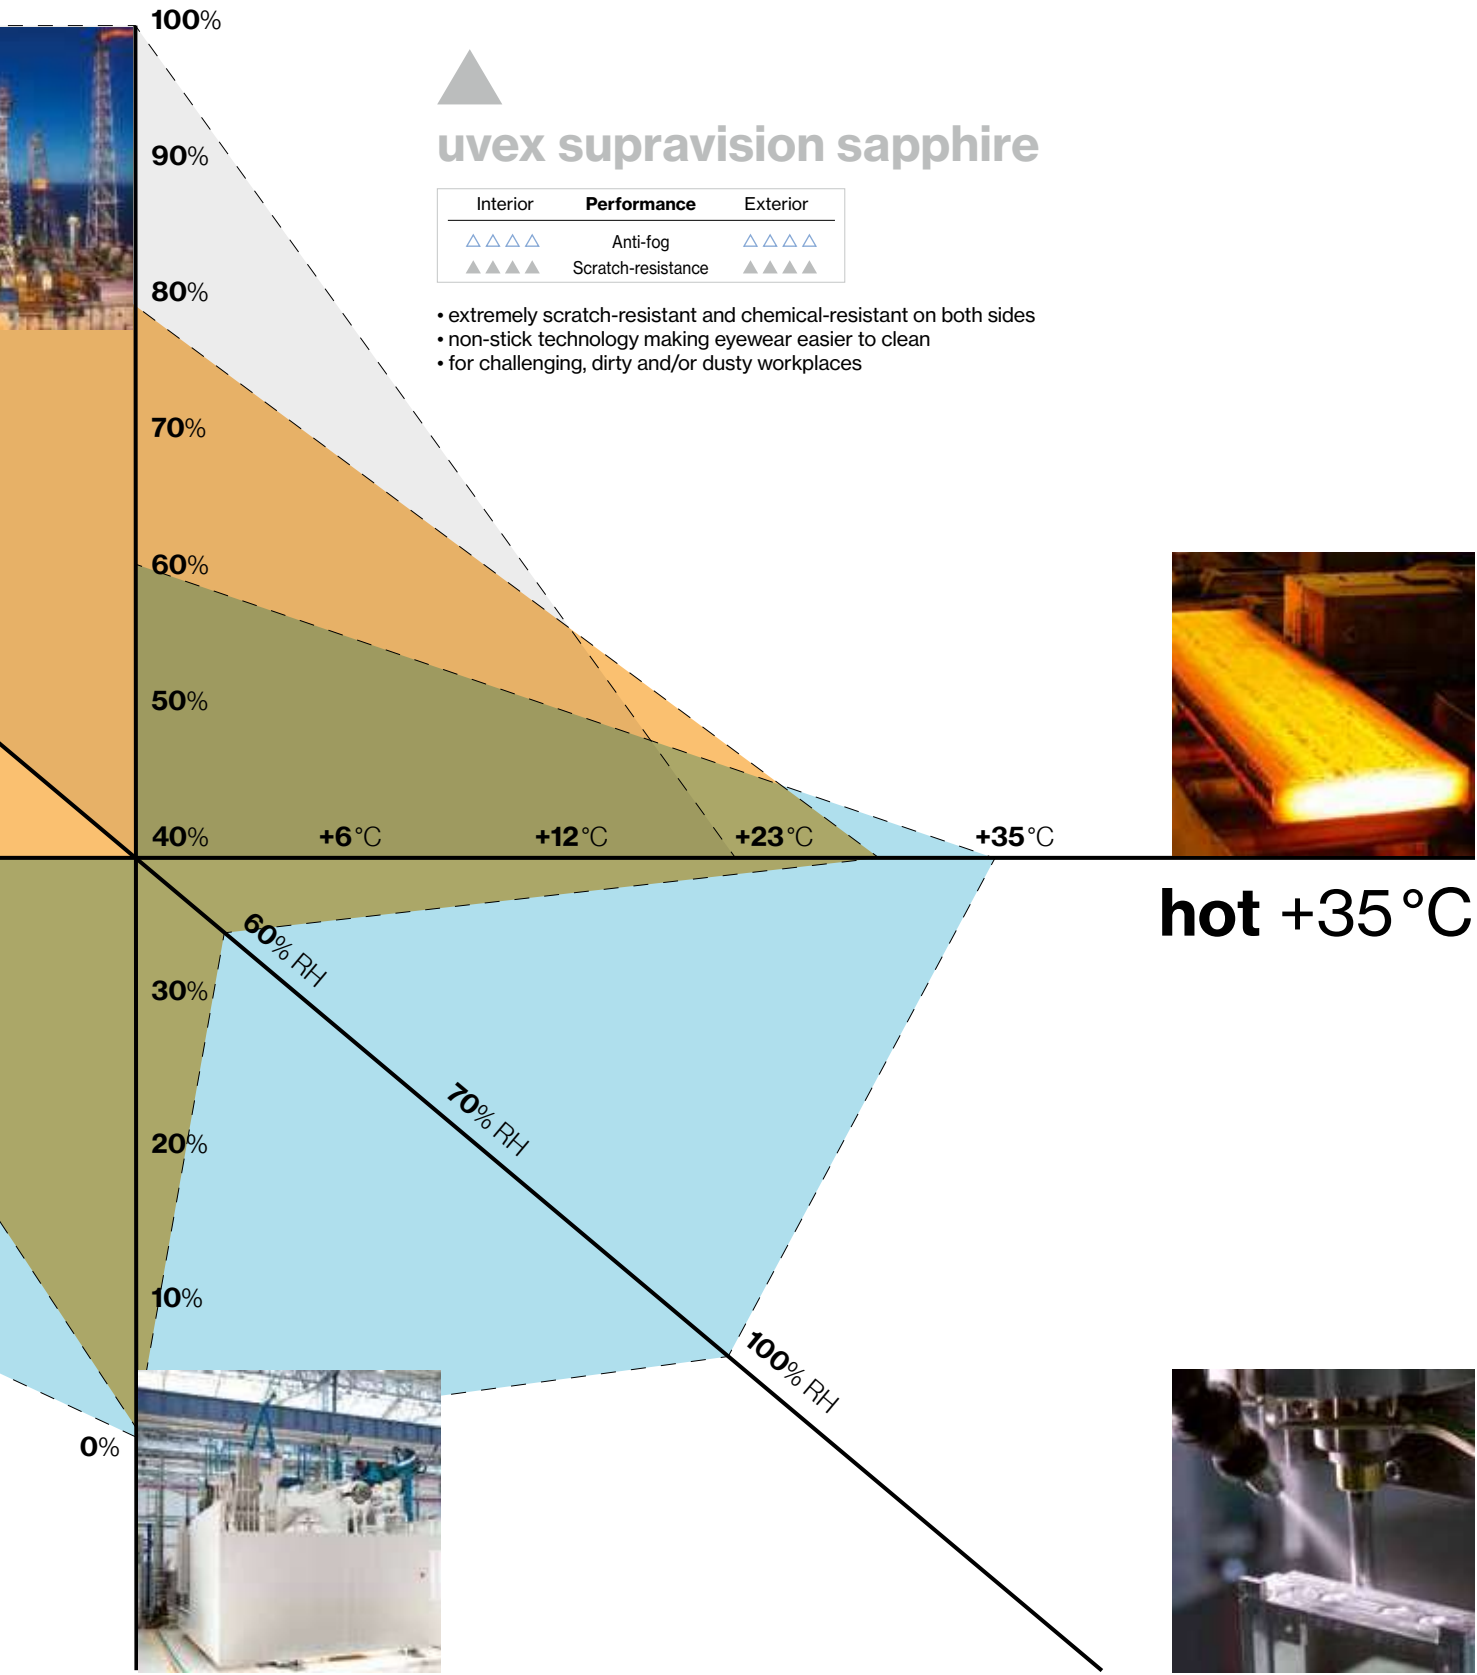 100%
uvex supravision sapphire
90%
Interior Performance Exterior
Anti-fog
Scratch-resistance
80%
• extremely scratch-resistant and chemical-resistant on both sides
• non-stick technology making eyewear easier to clean
• for challenging, dirty and/or dusty workplaces
70%
60%
50%
40% +6°C +12°C +23°C +35°C
hot +35°C
60% RH
30%
70% RH
20%
10%
100% RH
0%